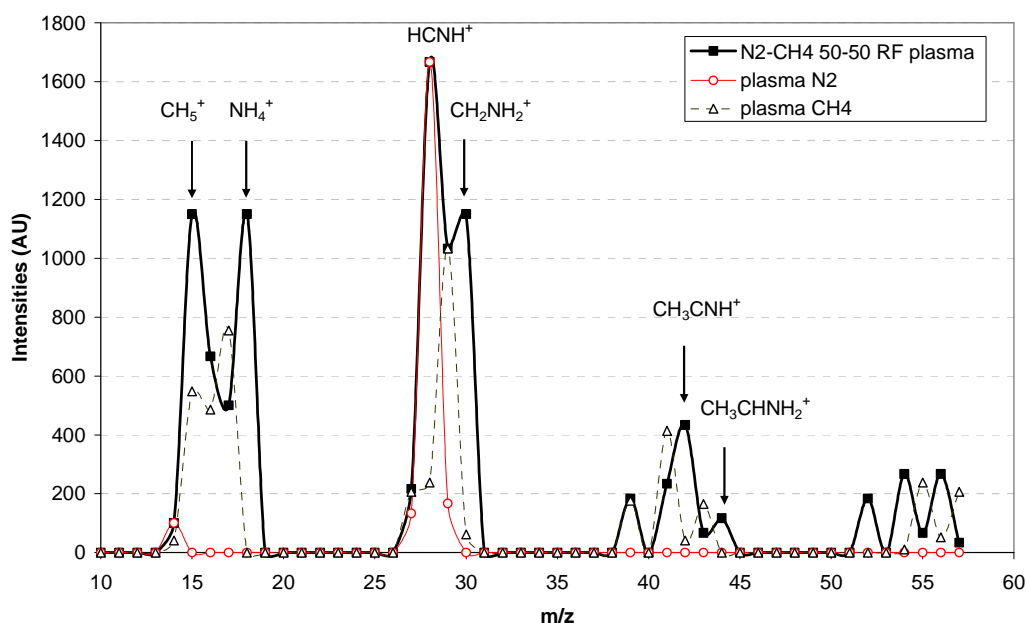 1800
1600
1400
1200
1000
800
600
400
200
0
Intensities (AU)
10 15 20 25 30 35 40 45 50 55 60
m/z
HCNH⁺
CH₅⁺
NH₄⁺
CH₂NH₂⁺
CH₃CNH⁺
CH₃CHNH₂⁺
N2-CH4 50-50 RF plasma
plasma N2
plasma CH4